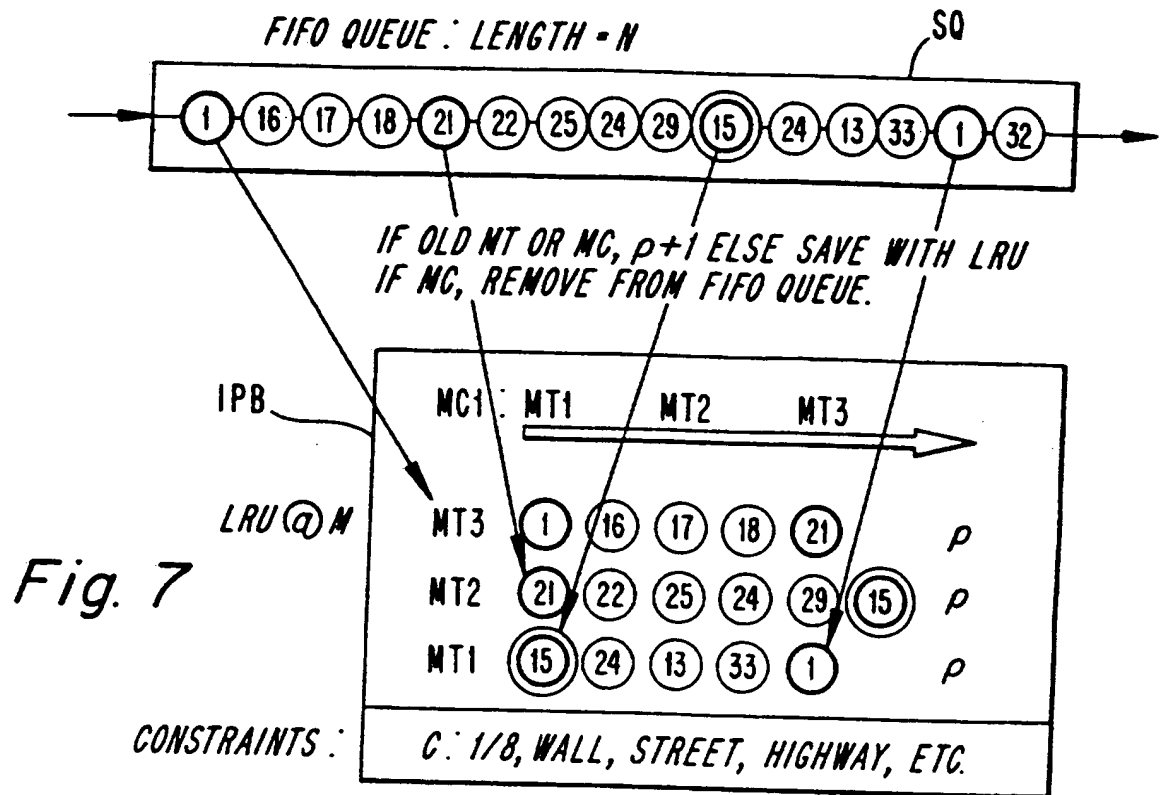 FIFO QUEUE : LENGTH = N
SQ
1 16 17 18 21 22 25 24 29 15 24 13 33 1 32
IF OLD MT OR MC, p+1 ELSE SAVE WITH LRU
IF MC, REMOVE FROM FIFO QUEUE.
IPB
MC1 : MT1 MT2 MT3
LRU @ M
MT3 1 16 17 18 21 p
MT2 21 22 25 24 29 15 p
MT1 15 24 13 33 1 p
Fig. 7
CONSTRAINTS : C : 1/8, WALL, STREET, HIGHWAY, ETC.